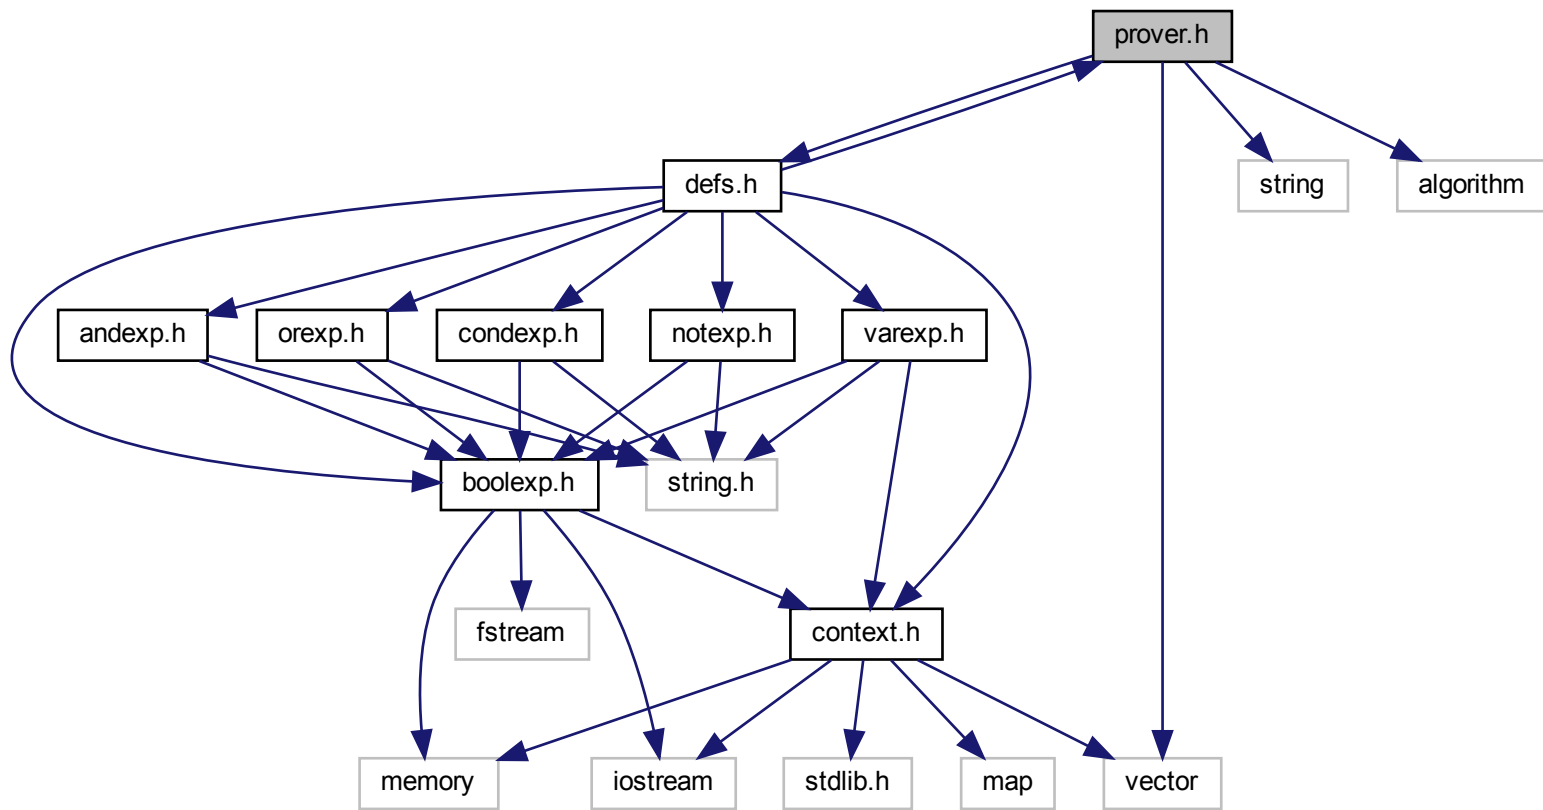 prover.h
defs.h
string
algorithm
andexp.h
orexp.h
condexp.h
notexp.h
varexp.h
boolexp.h
string.h
fstream
context.h
memory
iostream
stdlib.h
map
vector